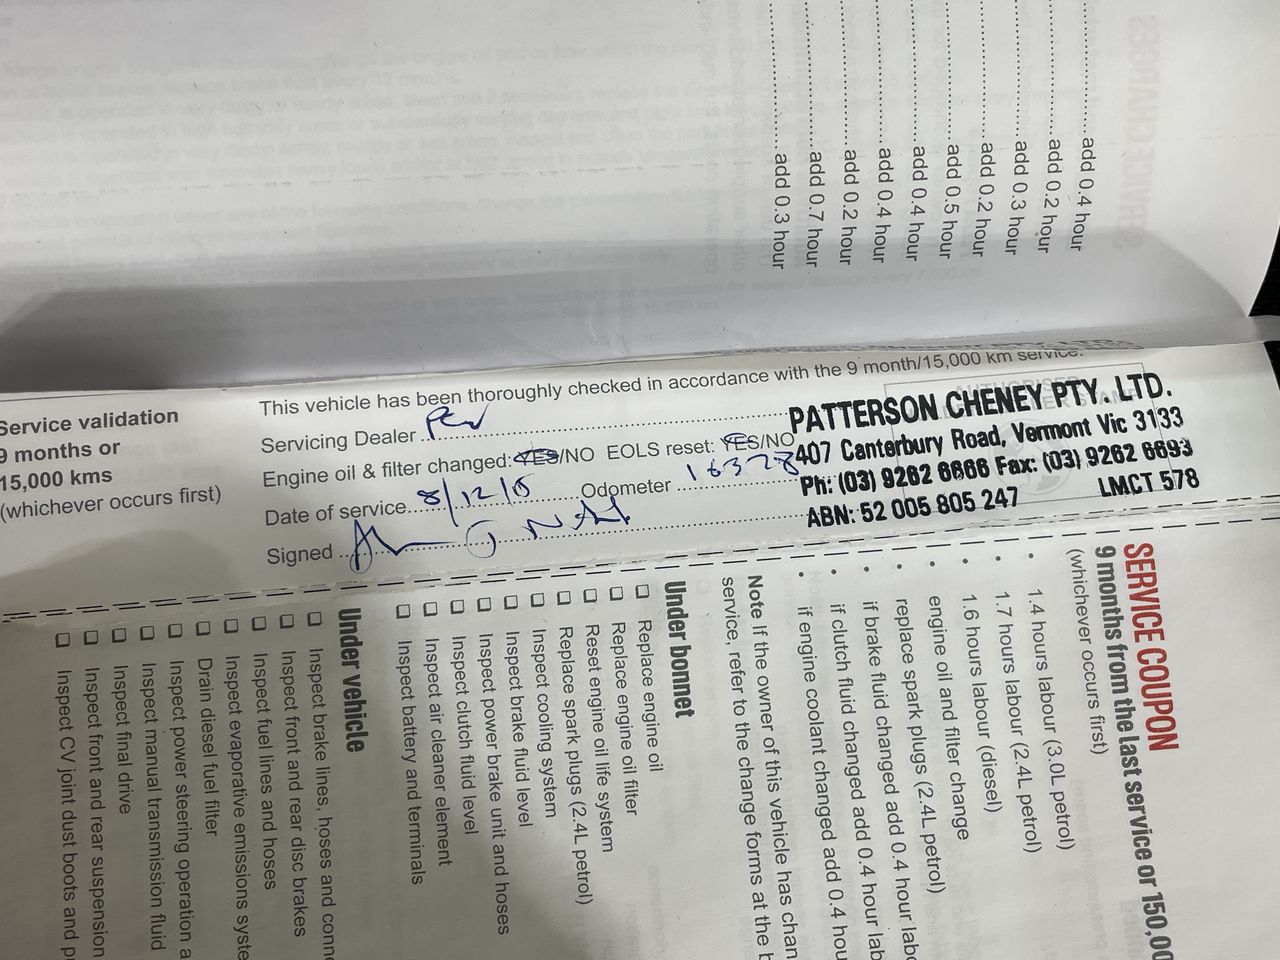 add 0.4 hour
add 0.2 hour
add 0.3 hour
add 0.2 hour
add 0.5 hour
add 0.4 hour
add 0.4 hour
add 0.2 hour
add 0.7 hour
add 0.3 hour
Service validation
9 months or
15,000 kms
(whichever occurs first)
This vehicle has been thoroughly checked in accordance with the 9 month/15,000 km service.
Servicing Dealer
Engine oil & filter changed: YES/NO EOLS reset: YES/NO
Date of service 8/12/15 Odometer 16328
Signed
PATTERSON CHENEY PTY. LTD.
407 Canterbury Road, Vermont Vic 3133
Ph: (03) 9262 6666 Fax: (03) 9262 6693
ABN: 52 005 805 247 LMCT 578
SERVICE COUPON
9 months from the last service or 150,00
(whichever occurs first)
• 1.4 hours labour (3.0L petrol)
• 1.7 hours labour (2.4L petrol)
• 1.6 hours labour (diesel)
• engine oil and filter change
• replace spark plugs (2.4L petrol)
• if brake fluid changed add 0.4 hour labo
• if clutch fluid changed add 0.4 hour lab
• if engine coolant changed add 0.4 hou
Note If the owner of this vehicle has chan
service, refer to the change forms at the b
Under bonnet
❏ Replace engine oil
❏ Replace engine oil filter
❏ Reset engine oil life system
❏ Replace spark plugs (2.4L petrol)
❏ Inspect cooling system
❏ Inspect brake fluid level
❏ Inspect power brake unit and hoses
❏ Inspect clutch fluid level
❏ Inspect air cleaner element
❏ Inspect battery and terminals
Under vehicle
❏ Inspect brake lines, hoses and conne
❏ Inspect front and rear disc brakes
❏ Inspect fuel lines and hoses
❏ Inspect evaporative emissions syste
❏ Drain diesel fuel filter
❏ Inspect power steering operation a
❏ Inspect manual transmission fluid
❏ Inspect final drive
❏ Inspect front and rear suspension
❏ Inspect CV joint dust boots and p